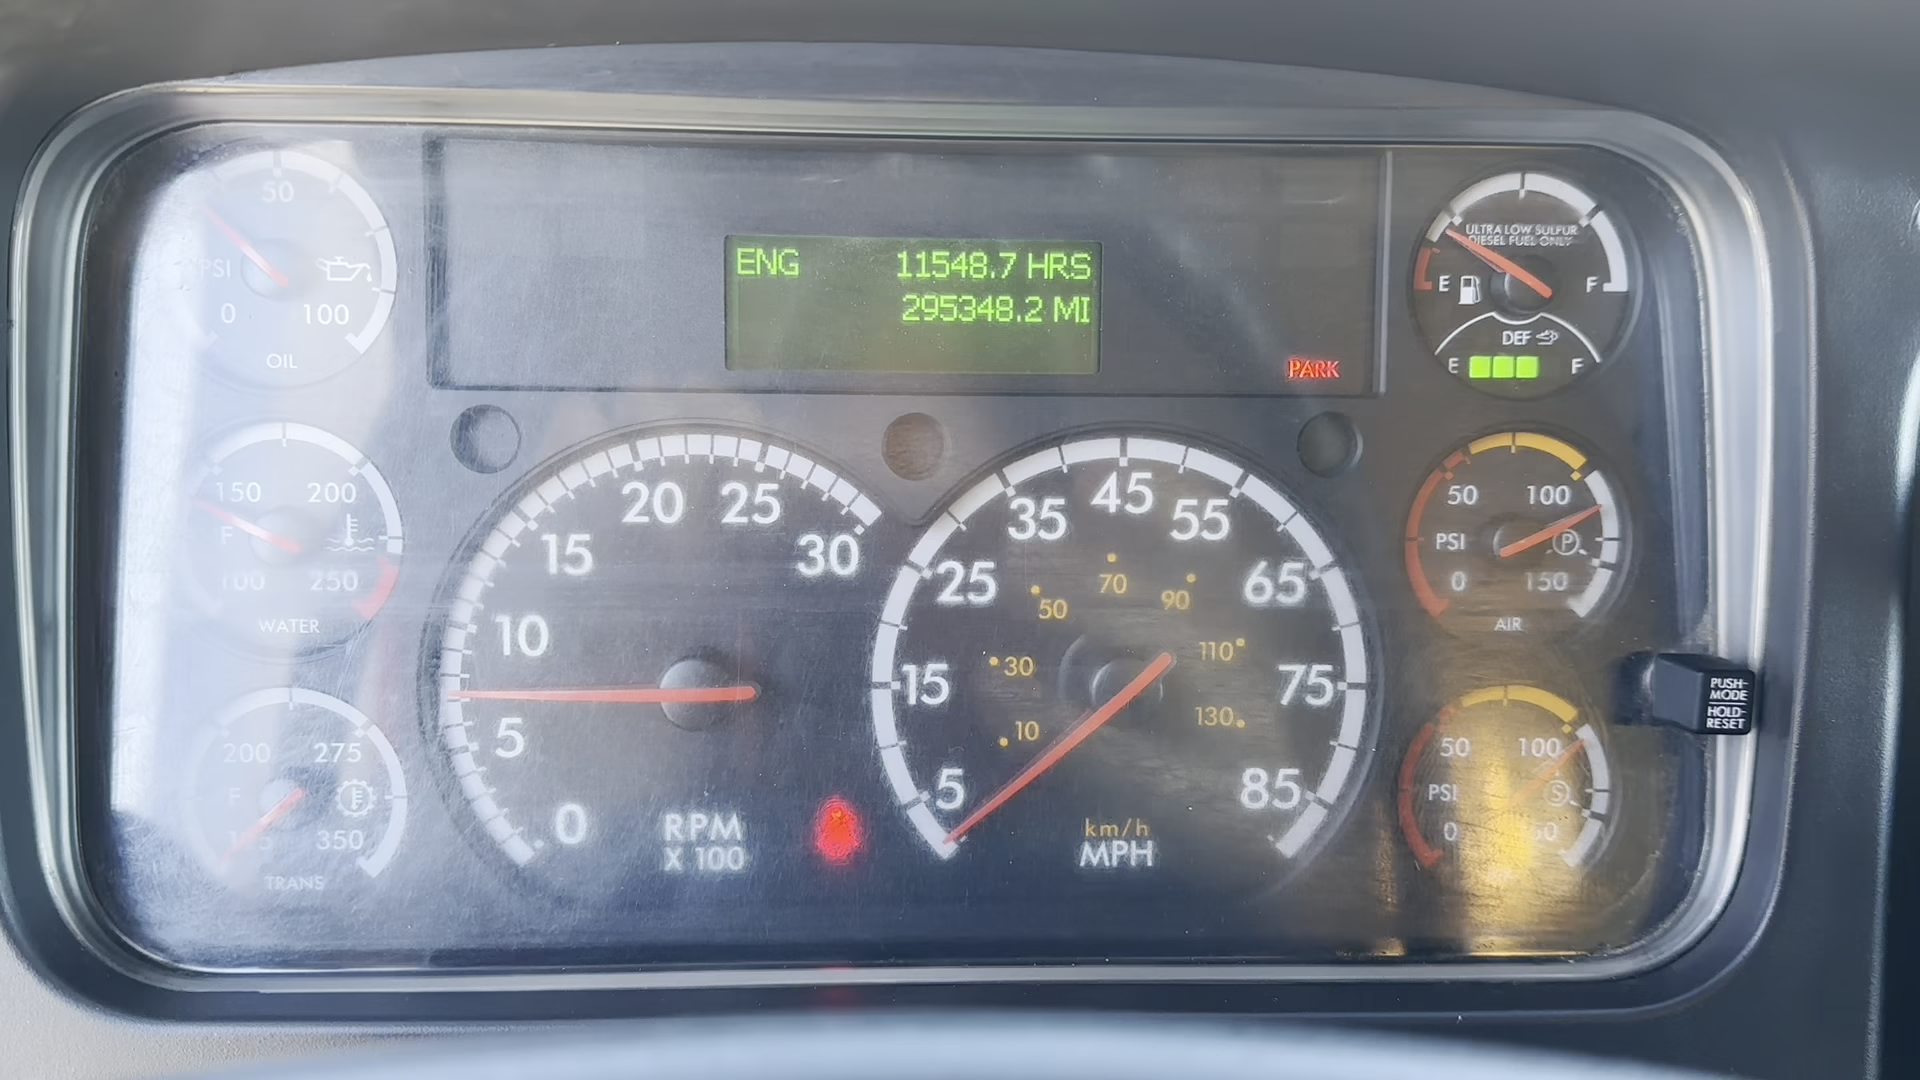 50
PSI
0 100
OIL
ENG 11548.7 HRS
295348.2 MI
PARK
ULTRA LOW SULFUR
DIESEL FUEL ONLY
E F
DEF
E F
150 200
F
100 250
WATER
200 275
F
350
TRANS
0
5
10
15
20
25
30
RPM
X 100
5
15
25
35
45
55
65
75
85
10
30
50
70
90
110
130
km/h
MPH
50 100
PSI P
0 150
AIR
50 100
PSI S
0
PUSH-
MODE
HOLD-
RESET